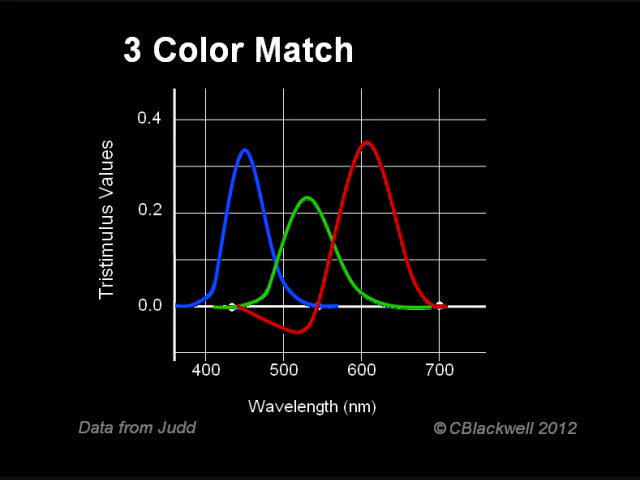 3 Color Match
0.4
0.2
0.0
Tristimulus Values
400 500 600 700
Wavelength (nm)
Data from Judd
© CBlackwell 2012